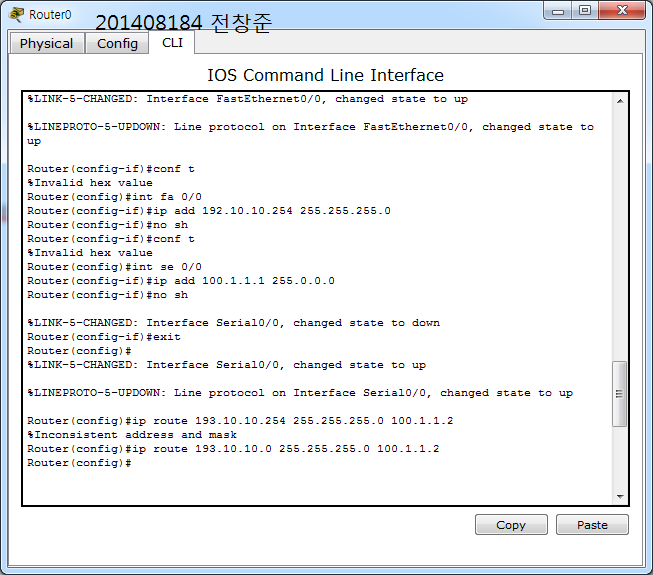 Router0
201408184 전창준
Physical Config CLI
IOS Command Line Interface
%LINK-5-CHANGED: Interface FastEthernet0/0, changed state to up
%LINEPROTO-5-UPDOWN: Line protocol on Interface FastEthernet0/0, changed state to
up
Router(config-if)#conf t
%Invalid hex value
Router(config)#int fa 0/0
Router(config-if)#ip add 192.10.10.254 255.255.255.0
Router(config-if)#no sh
Router(config-if)#conf t
%Invalid hex value
Router(config)#int se 0/0
Router(config-if)#ip add 100.1.1.1 255.0.0.0
Router(config-if)#no sh
%LINK-5-CHANGED: Interface Serial0/0, changed state to down
Router(config-if)#exit
Router(config)#
%LINK-5-CHANGED: Interface Serial0/0, changed state to up
%LINEPROTO-5-UPDOWN: Line protocol on Interface Serial0/0, changed state to up
Router(config)#ip route 193.10.10.254 255.255.255.0 100.1.1.2
%Inconsistent address and mask
Router(config)#ip route 193.10.10.0 255.255.255.0 100.1.1.2
Router(config)#
Copy Paste